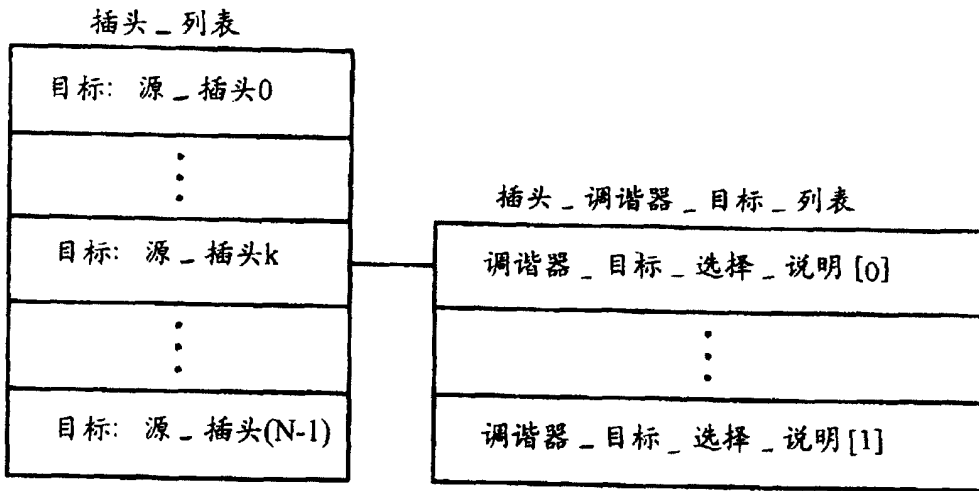 插头_列表
目标: 源_插头0
目标: 源_插头k
目标: 源_插头(N-1)
插头_调谐器_目标_列表
调谐器_目标_选择_说明[0]
调谐器_目标_选择_说明[1]